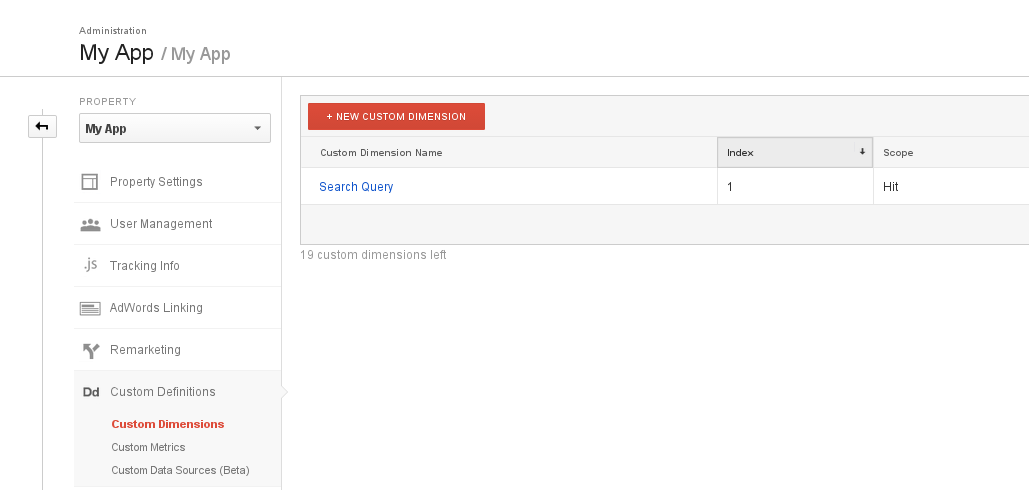 Administration
My App / My App
PROPERTY
My App
Property Settings
User Management
.js Tracking Info
AdWords Linking
Remarketing
Dd Custom Definitions
Custom Dimensions
Custom Metrics
Custom Data Sources (Beta)
+ NEW CUSTOM DIMENSION
Custom Dimension Name Index Scope
Search Query 1 Hit
19 custom dimensions left